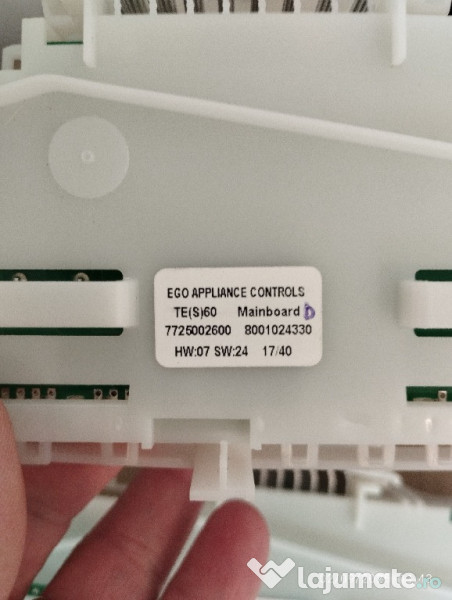 EGO APPLIANCE CONTROLS
TE(S)60 Mainboard D
7725002600 8001024330
HW:07 SW:24 17/40
lajumate.ro